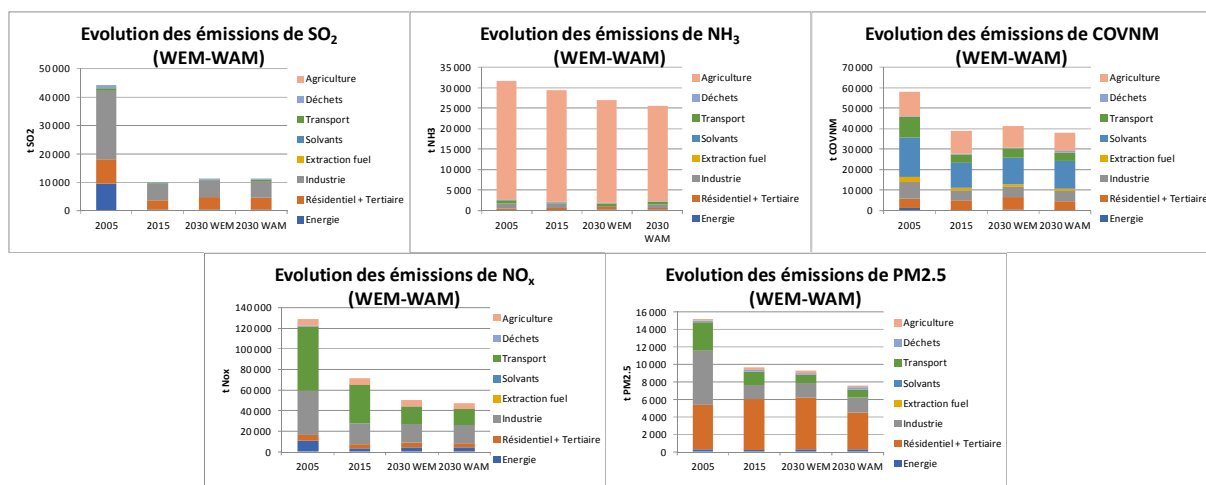 Evolution des émissions de SO₂
(WEM-WAM)
t SO2
50 000
40 000
30 000
20 000
10 000
0
2005 2015 2030 WEM 2030 WAM
Agriculture
Déchets
Transport
Solvants
Extraction fuel
Industrie
Résidentiel + Tertiaire
Energie
Evolution des émissions de NH₃
(WEM-WAM)
t NH3
35 000
30 000
25 000
20 000
15 000
10 000
5 000
0
2005 2015 2030 WEM 2030
WAM
Agriculture
Déchets
Transport
Solvants
Extraction fuel
Industrie
Résidentiel + Tertiaire
Energie
Evolution des émissions de COVNM
(WEM-WAM)
t COVNM
70 000
60 000
50 000
40 000
30 000
20 000
10 000
0
2005 2015 2030 WEM 2030 WAM
Agriculture
Déchets
Transport
Solvants
Extraction fuel
Industrie
Résidentiel + Tertiaire
Energie
Evolution des émissions de NOₓ
(WEM-WAM)
t Nox
140 000
120 000
100 000
80 000
60 000
40 000
20 000
0
2005 2015 2030 WEM 2030 WAM
Agriculture
Déchets
Transport
Solvants
Extraction fuel
Industrie
Résidentiel + Tertiaire
Energie
Evolution des émissions de PM2.5
(WEM-WAM)
t PM2.5
16 000
14 000
12 000
10 000
8 000
6 000
4 000
2 000
0
2005 2015 2030 WEM 2030 WAM
Agriculture
Déchets
Transport
Solvants
Extraction fuel
Industrie
Résidentiel + Tertiaire
Energie